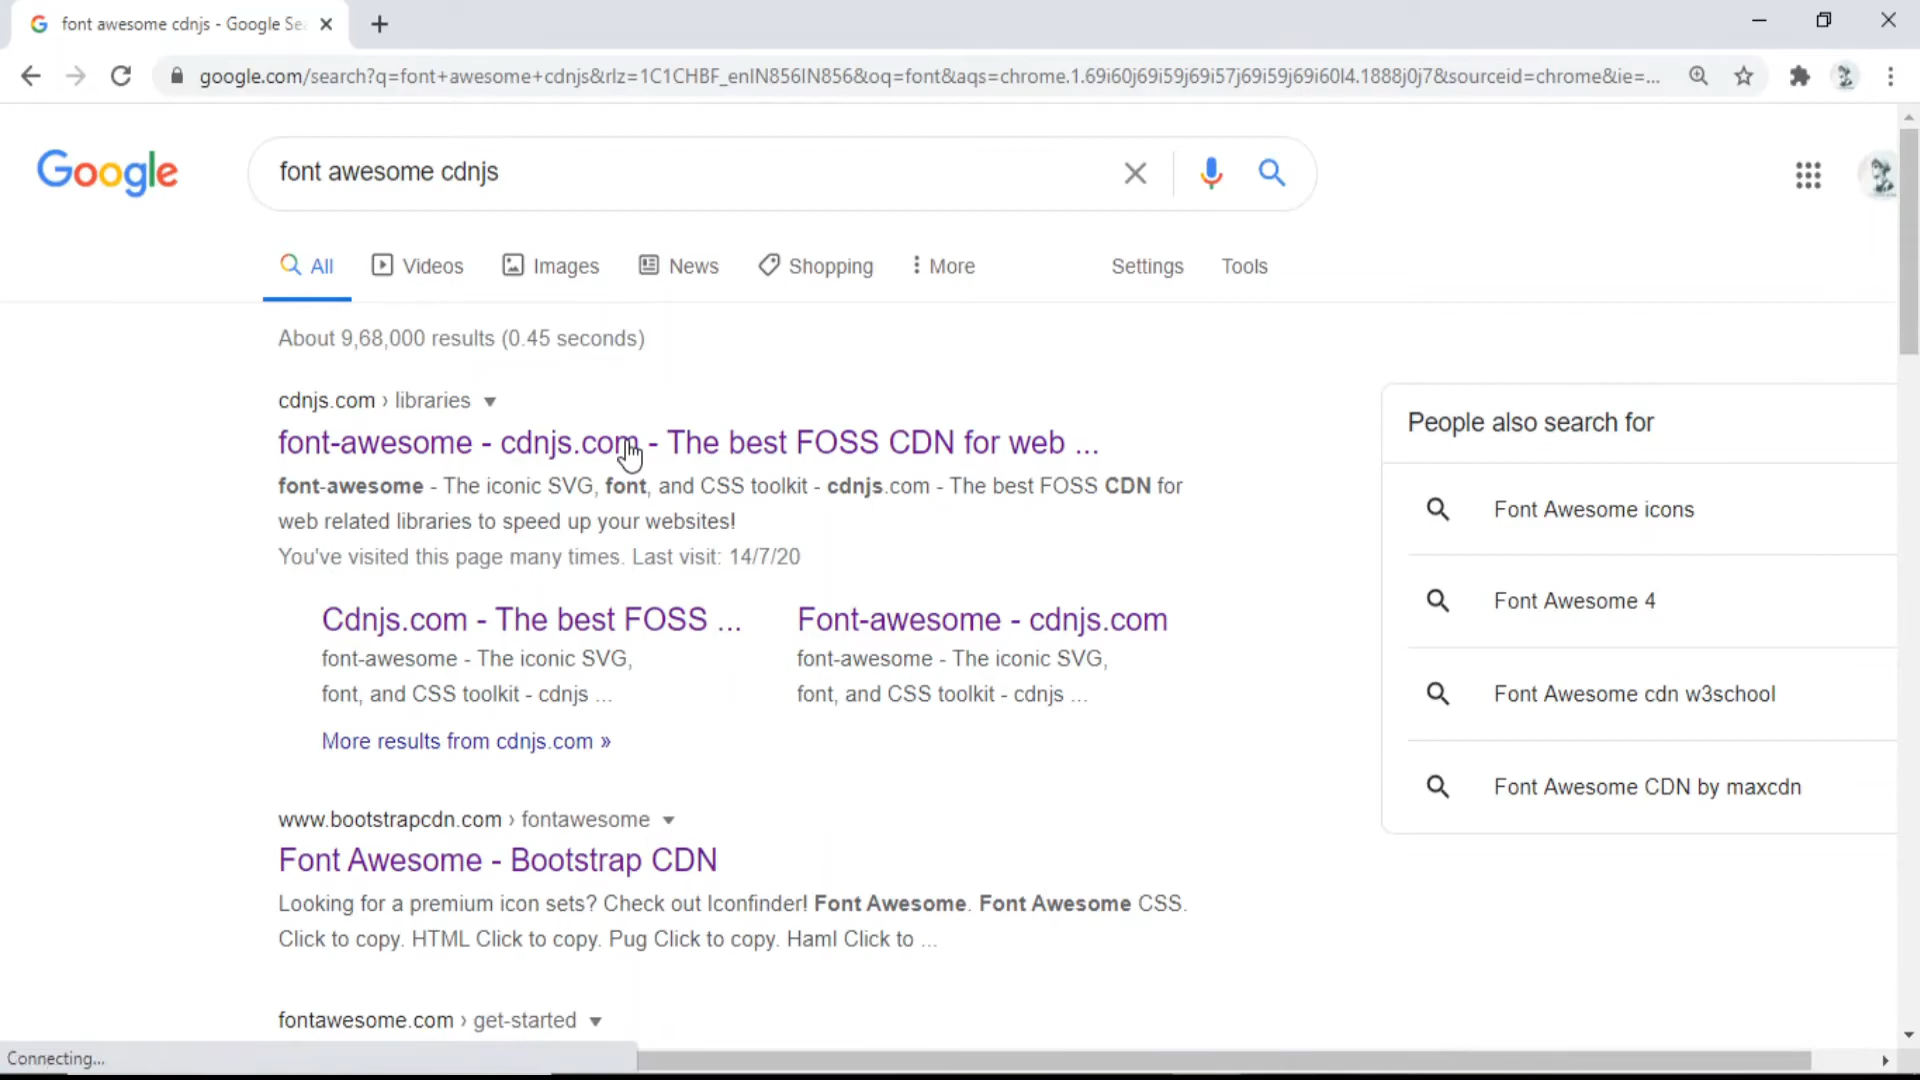 font awesome cdnjs - Google Se
google.com/search?q=font+awesome+cdnjs&rlz=1C1CHBF_enIN856IN856&oq=font&aqs=chrome.1.69i60j69i59j69i57j69i59j69i60l4.1888j0j7&sourceid=chrome&ie=...
Google
font awesome cdnjs
All Videos Images News Shopping More Settings Tools
About 9,68,000 results (0.45 seconds)
cdnjs.com › libraries
font-awesome - cdnjs.com - The best FOSS CDN for web ...
font-awesome - The iconic SVG, font, and CSS toolkit - cdnjs.com - The best FOSS CDN for
web related libraries to speed up your websites!
You've visited this page many times. Last visit: 14/7/20
Cdnjs.com - The best FOSS ...
font-awesome - The iconic SVG,
font, and CSS toolkit - cdnjs ...
Font-awesome - cdnjs.com
font-awesome - The iconic SVG,
font, and CSS toolkit - cdnjs ...
More results from cdnjs.com »
www.bootstrapcdn.com › fontawesome
Font Awesome - Bootstrap CDN
Looking for a premium icon sets? Check out Iconfinder! Font Awesome. Font Awesome CSS.
Click to copy. HTML Click to copy. Pug Click to copy. Haml Click to ...
fontawesome.com › get-started
People also search for
Font Awesome icons
Font Awesome 4
Font Awesome cdn w3school
Font Awesome CDN by maxcdn
Connecting...